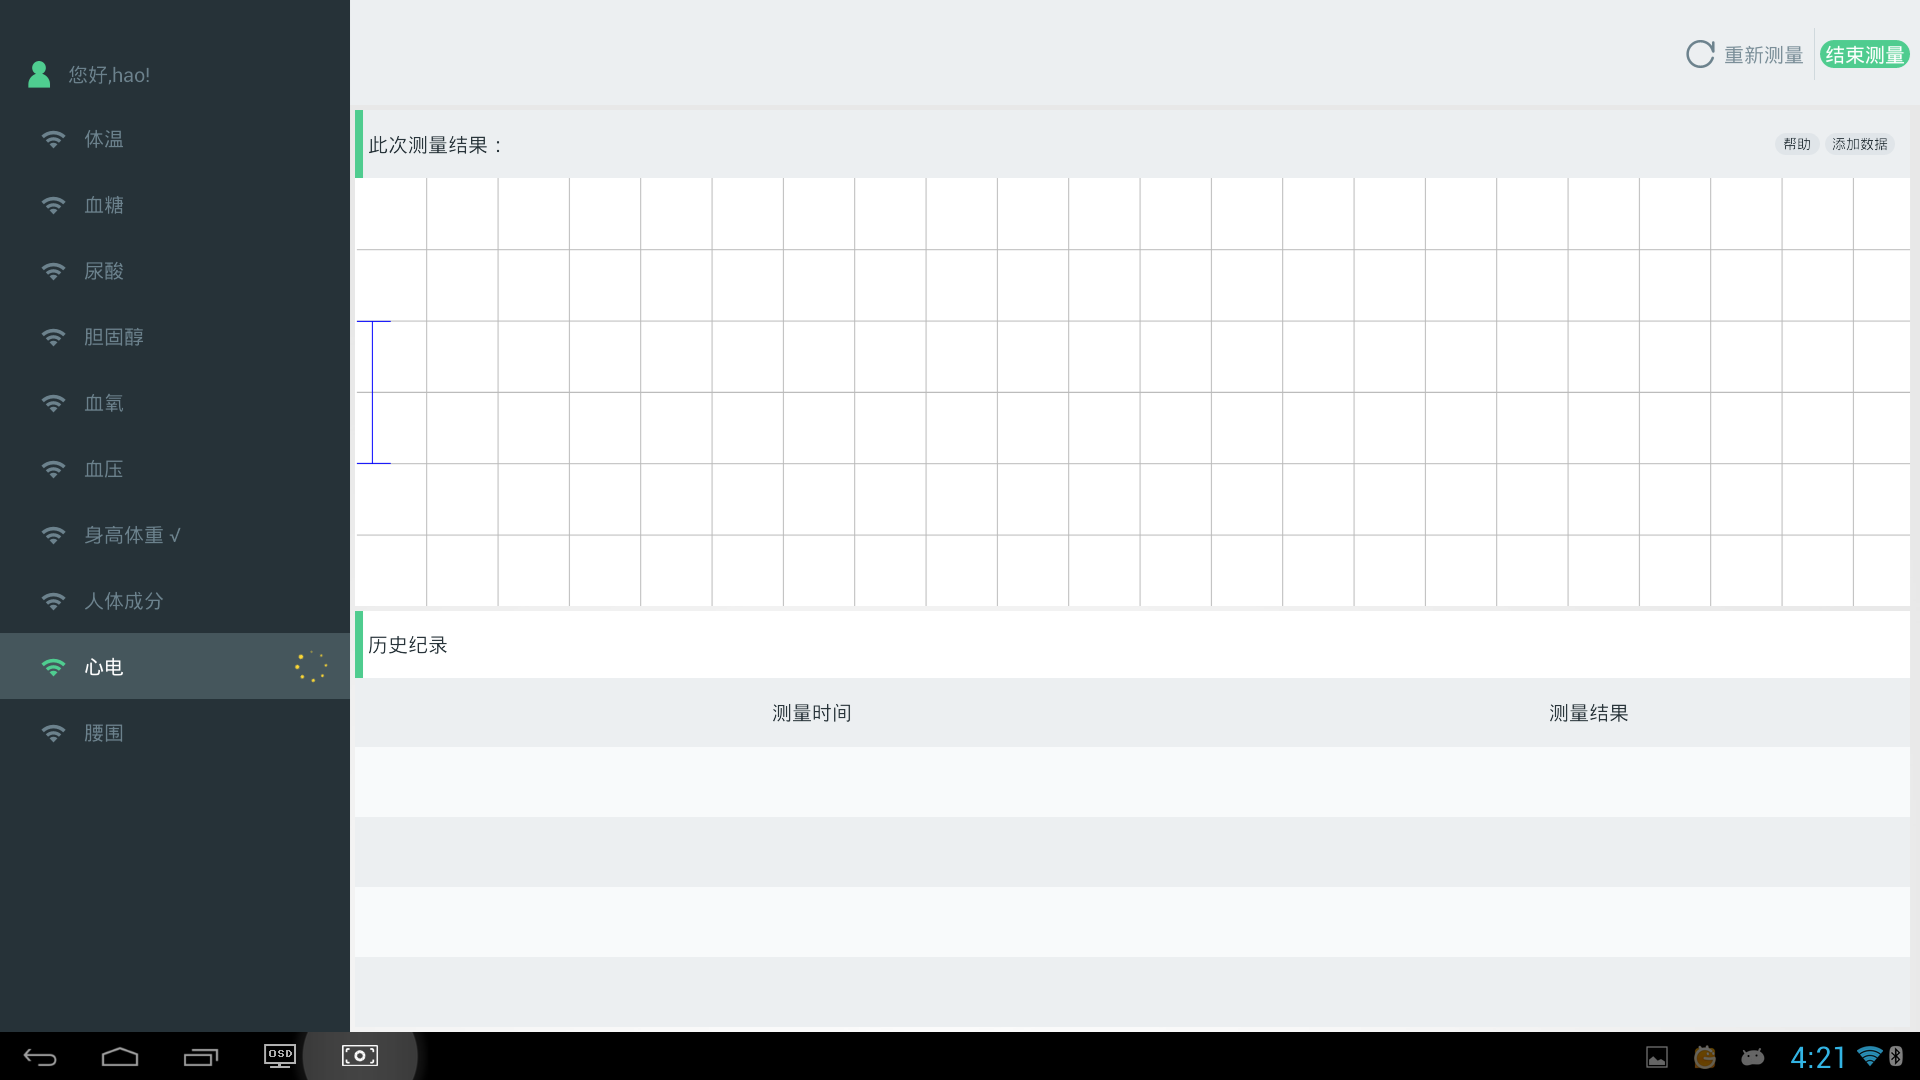 您好,hao!
体温
血糖
尿酸
胆固醇
血氧
血压
身高体重 √
人体成分
心电
腰围
重新测量
结束测量
此次测量结果：
帮助
添加数据
历史纪录
测量时间
测量结果
OSD
4:21